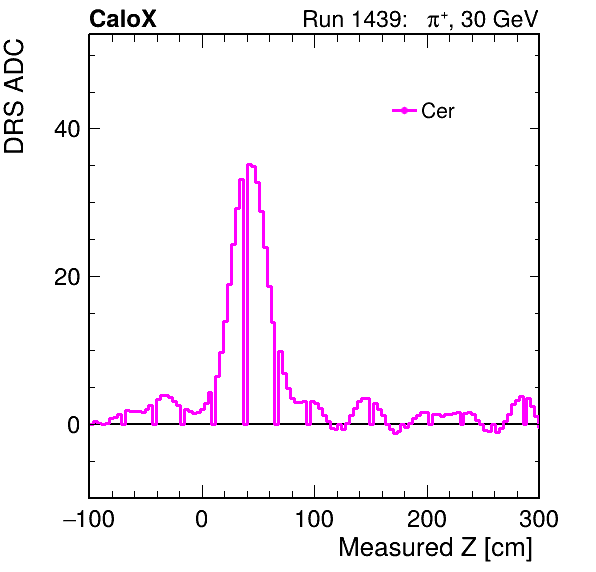 CaloX Run 1439: π⁺, 30 GeV
DRS ADC
Cer
40
20
0
−100 0 100 200 300
Measured Z [cm]